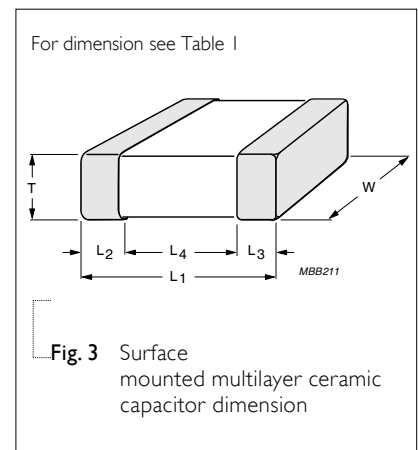 For dimension see Table 1
T
W
L2 L4 L3
L1
MBB211
Fig. 3 Surface
mounted multilayer ceramic
capacitor dimension